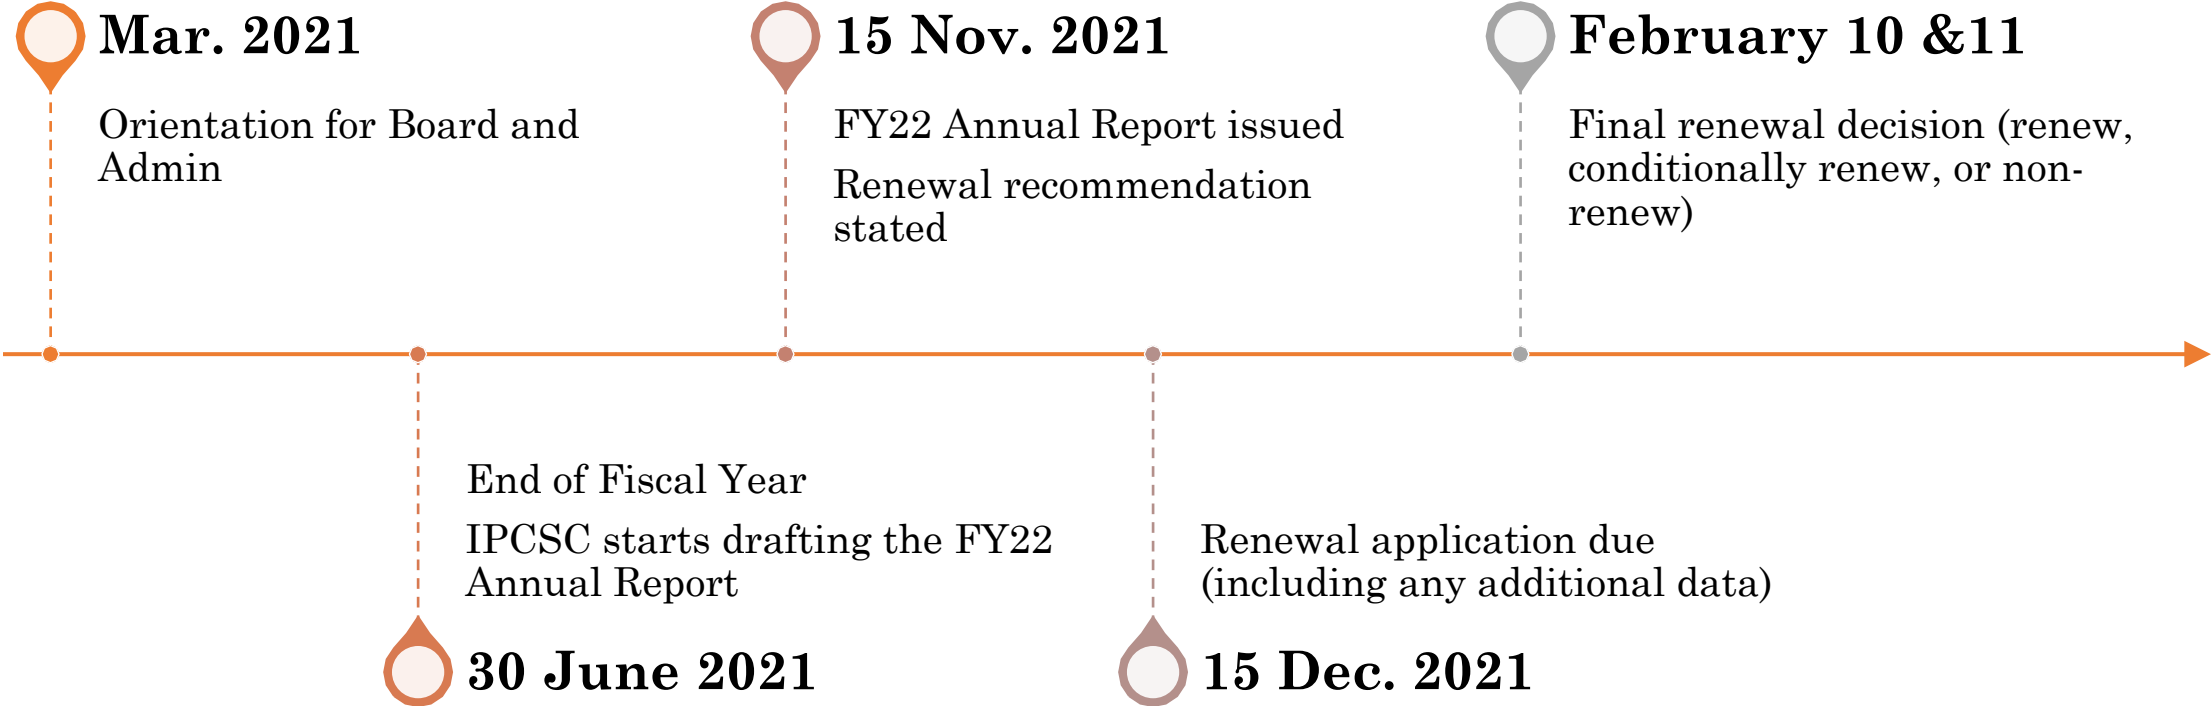 Mar. 2021
Orientation for Board and
Admin
End of Fiscal Year
IPCSC starts drafting the FY22
Annual Report
30 June 2021
15 Nov. 2021
FY22 Annual Report issued
Renewal recommendation
stated
Renewal application due
(including any additional data)
15 Dec. 2021
February 10 &11
Final renewal decision (renew,
conditionally renew, or non-
renew)